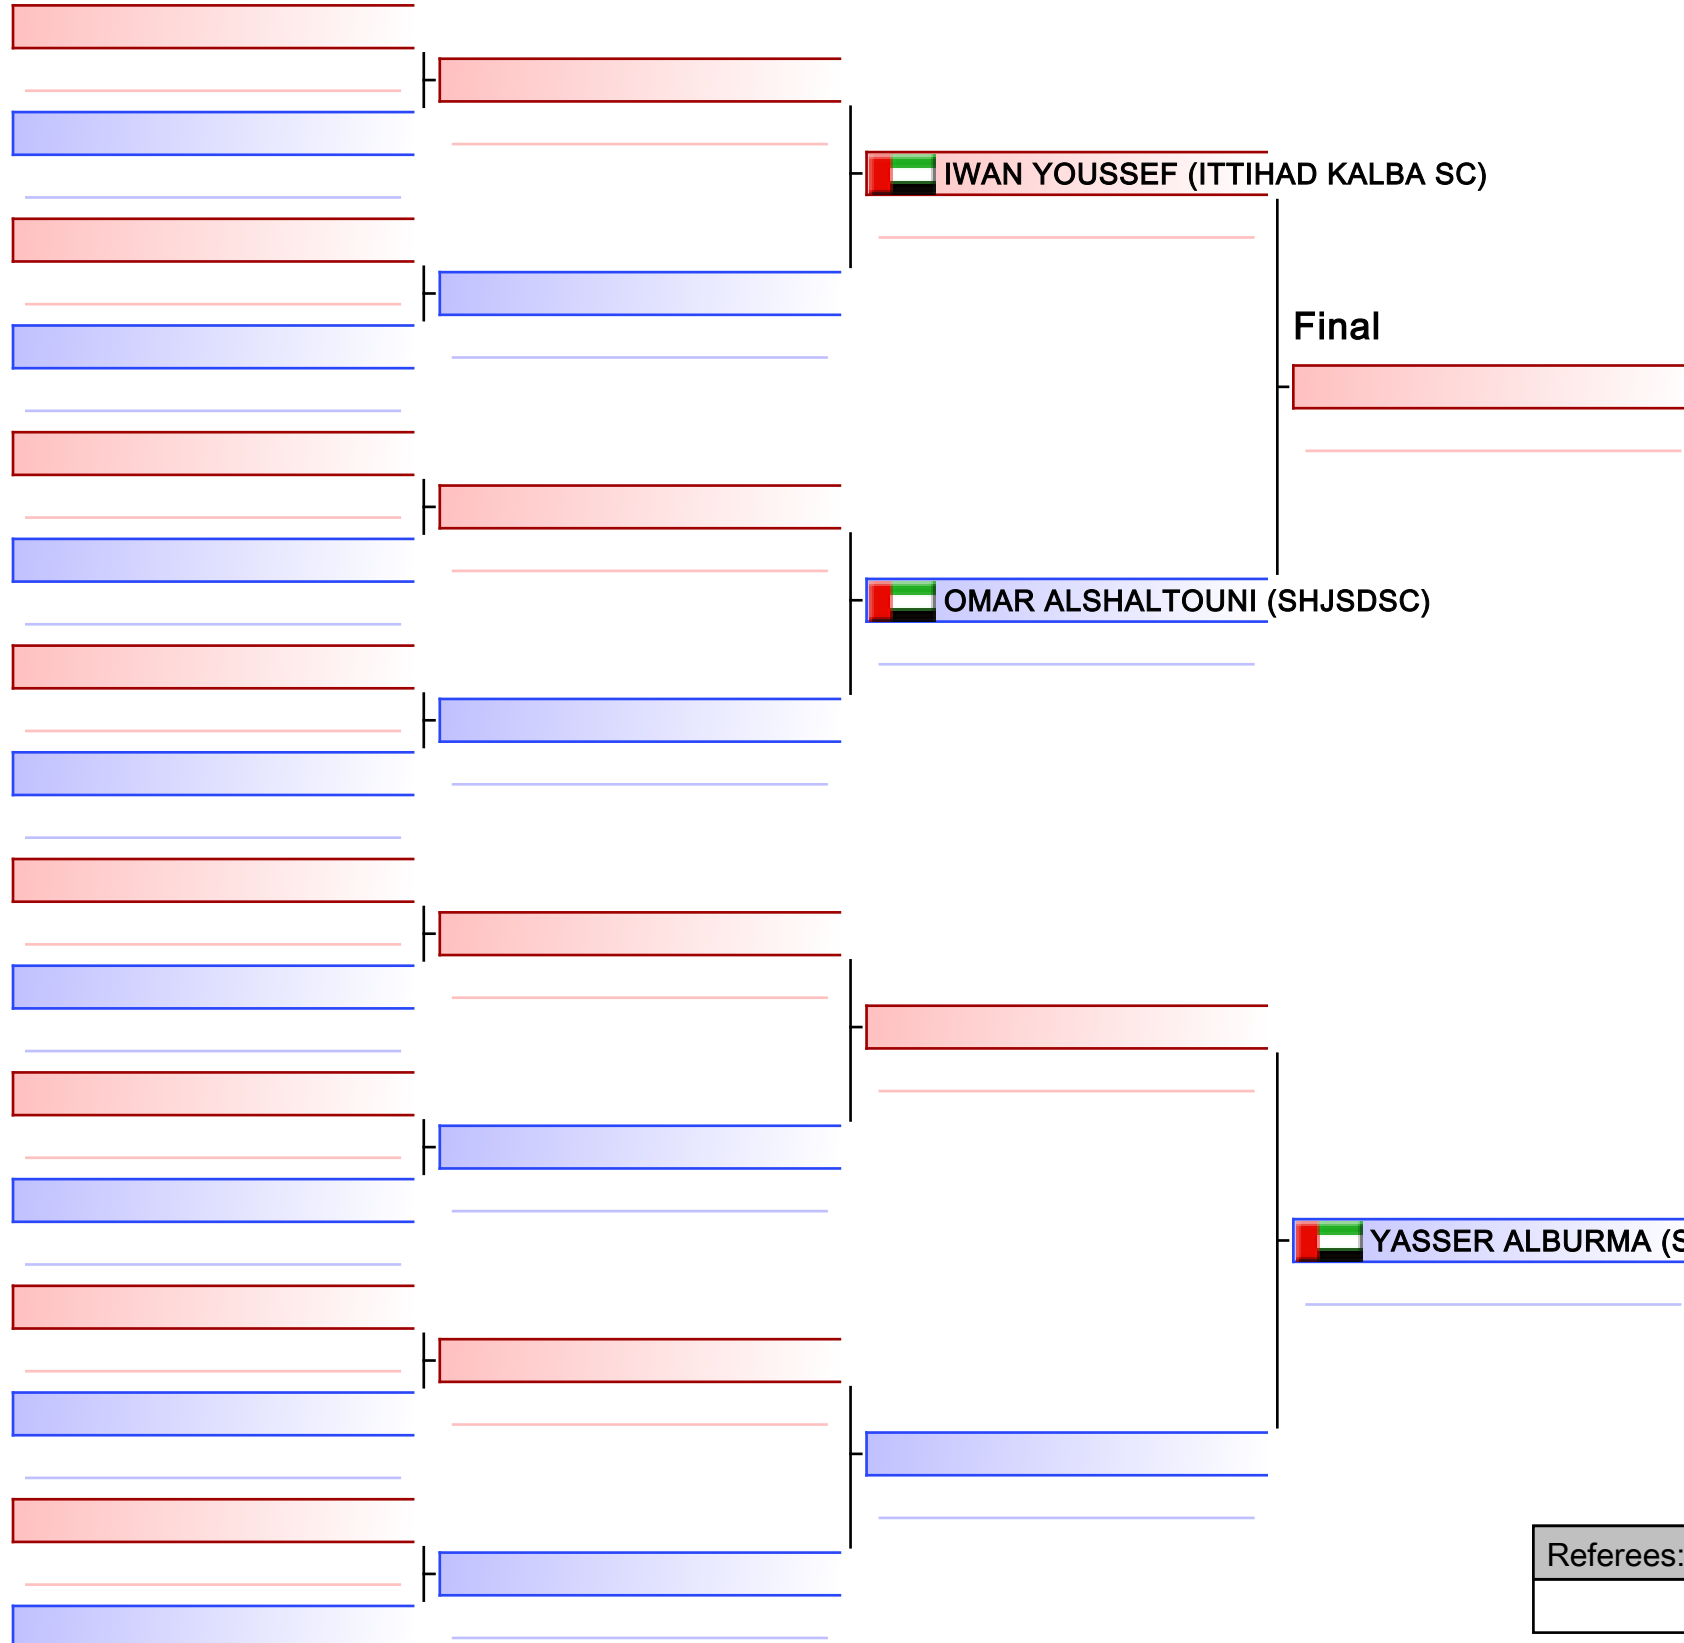 IWAN YOUSSEF (ITTIHAD KALBA SC)
Final
OMAR ALSHALTOUNI (SHJSDSC)
YASSER ALBURMA (S
Referees: